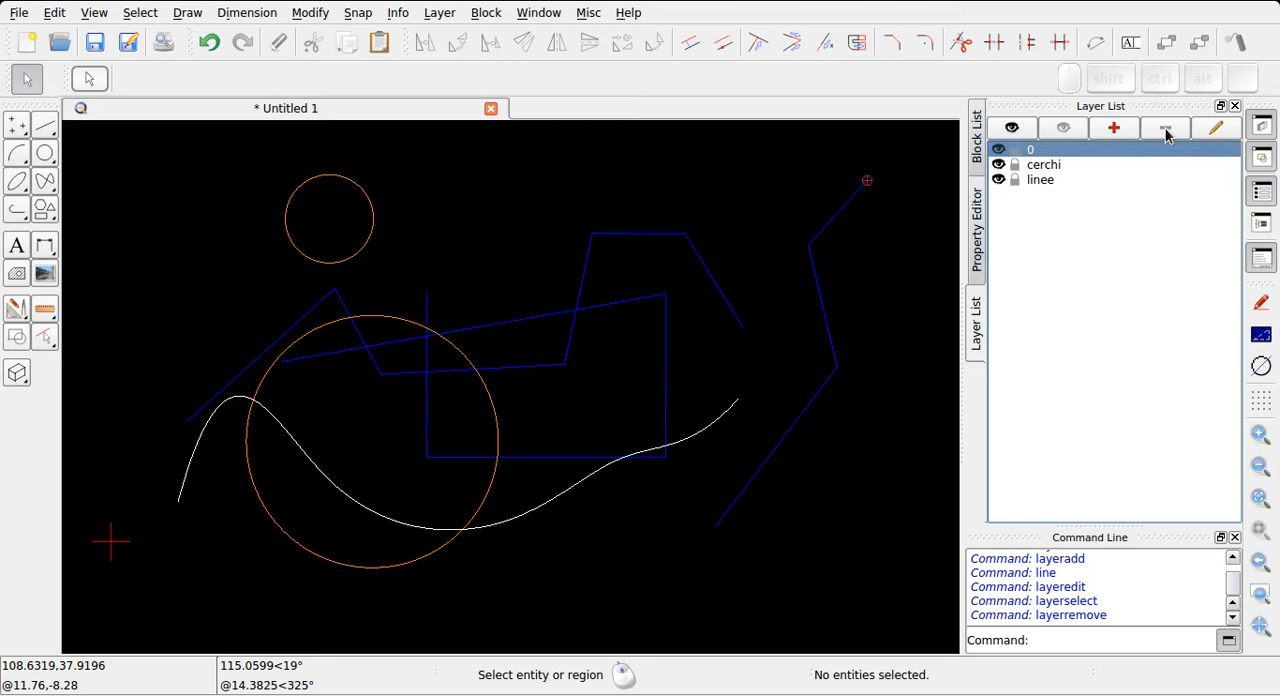 File Edit View Select Draw Dimension Modify Snap Info Layer Block Window Misc Help
A
shift ctrl alt
* Untitled 1
Layer List
Block List
Property Editor
Layer List
0
cerchi
linee
A
Command Line
Command: layeradd
Command: line
Command: layeredit
Command: layerselect
Command: layerremove
Command:
108.6319,37.9196
@11.76,-8.28
115.0599<19°
@14.3825<325°
Select entity or region
No entities selected.